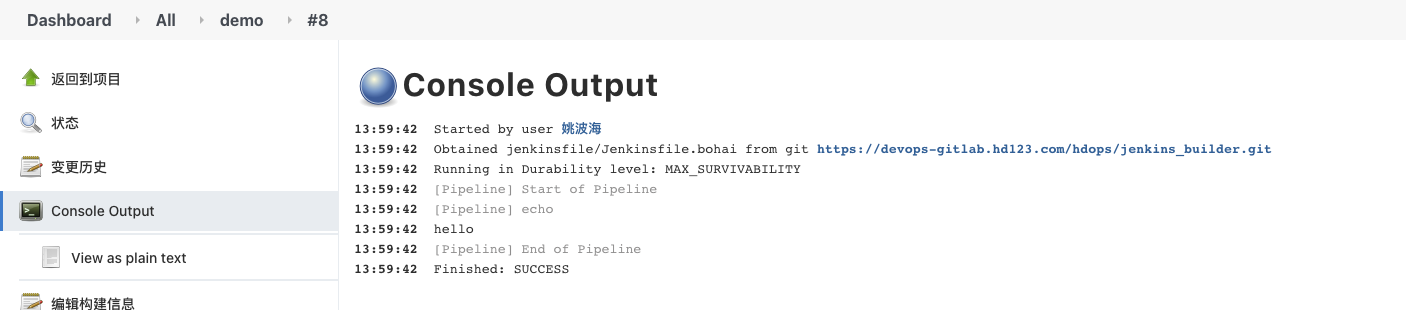 Dashboard All demo #8
返回到项目
状态
变更历史
Console Output
View as plain text
编辑构建信息
Console Output
13:59:42 Started by user 姚波海
13:59:42 Obtained jenkinsfile/Jenkinsfile.bohai from git https://devops-gitlab.hd123.com/hdops/jenkins_builder.git
13:59:42 Running in Durability level: MAX_SURVIVABILITY
13:59:42 [Pipeline] Start of Pipeline
13:59:42 [Pipeline] echo
13:59:42 hello
13:59:42 [Pipeline] End of Pipeline
13:59:42 Finished: SUCCESS